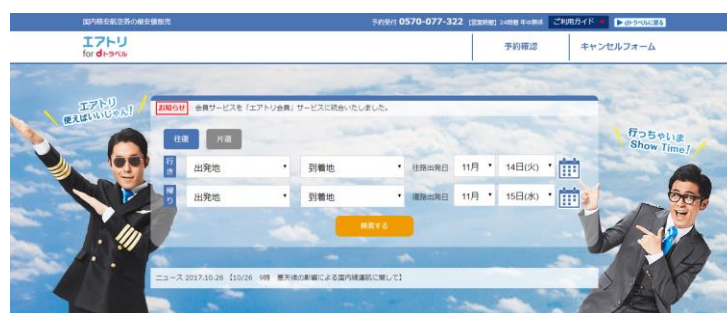 国内格安航空券の最安値販売
予約受付 0570-077-322 [営業時間] 24時間 年中無休
ご利用ガイド
dトラベルに戻る
エアトリ
for dトラベル
予約確認
キャンセルフォーム
エアトリ
使えばいいじゃん!
お知らせ 会員サービスを「エアトリ会員」サービスに統合いたしました。
行っちゃいま
Show Time!
往復
片道
行き 出発地 到着地 往路出発日 11月 14日(火)
帰り 出発地 到着地 復路出発日 11月 15日(水)
検索する
ニュース 2017.10.26 【10/26 9時 悪天候の影響による国内線運航に関して】